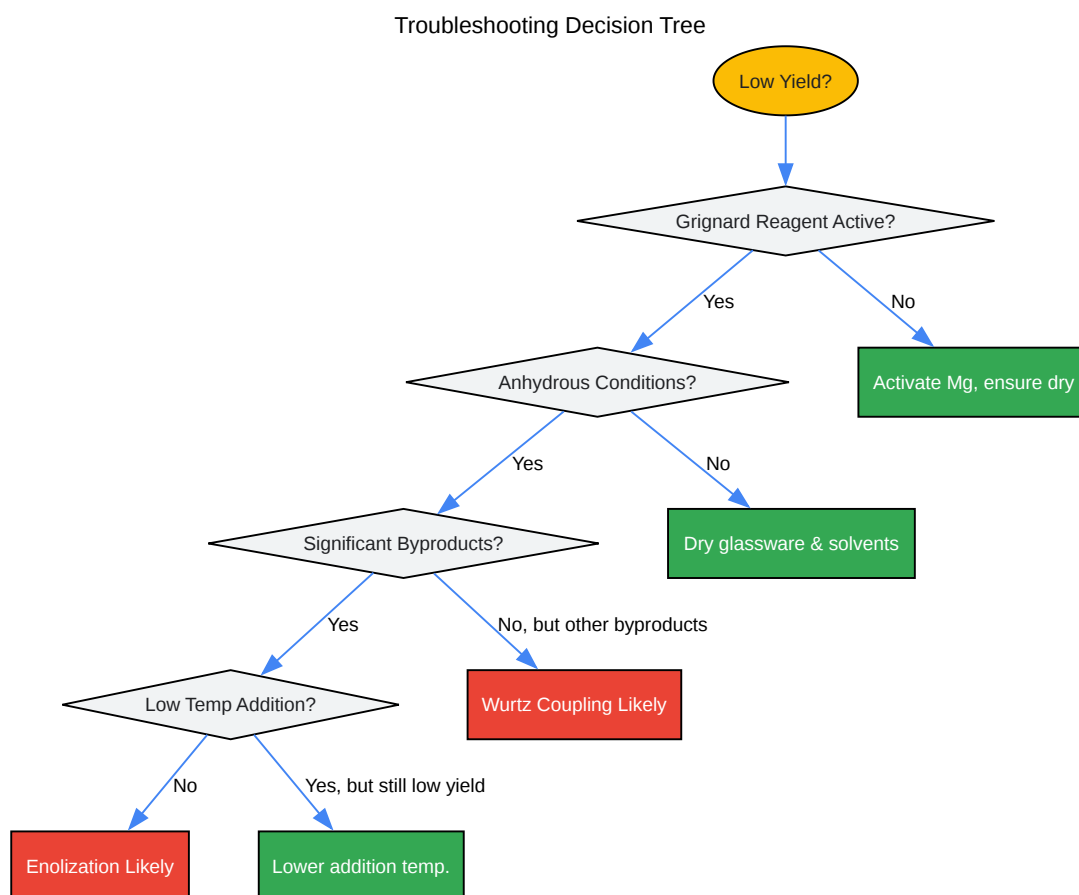 Troubleshooting Decision Tree
Low Yield?
Grignard Reagent Active?
Yes
No
Anhydrous Conditions?
Activate Mg, ensure dry
Yes
No
Significant Byproducts?
Dry glassware & solvents
Yes
No, but other byproducts
Low Temp Addition?
Wurtz Coupling Likely
No
Yes, but still low yield
Enolization Likely
Lower addition temp.